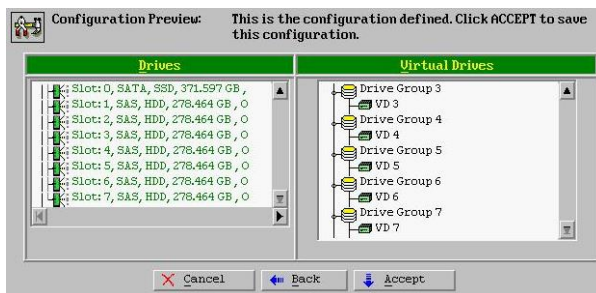 Configuration Preview: This is the configuration defined. Click ACCEPT to save
this configuration.
Drives
Virtual Drives
Slot: 0, SATA, SSD, 371.597 GB ,
Slot: 1, SAS, HDD, 278.464 GB , O
Slot: 2, SAS, HDD, 278.464 GB , O
Slot: 3, SAS, HDD, 278.464 GB , O
Slot: 4, SAS, HDD, 278.464 GB , O
Slot: 5, SAS, HDD, 278.464 GB , O
Slot: 6, SAS, HDD, 278.464 GB , O
Slot: 7, SAS, HDD, 278.464 GB , O
Drive Group 3
VD 3
Drive Group 4
VD 4
Drive Group 5
VD 5
Drive Group 6
VD 6
Drive Group 7
VD 7
Cancel
Back
Accept